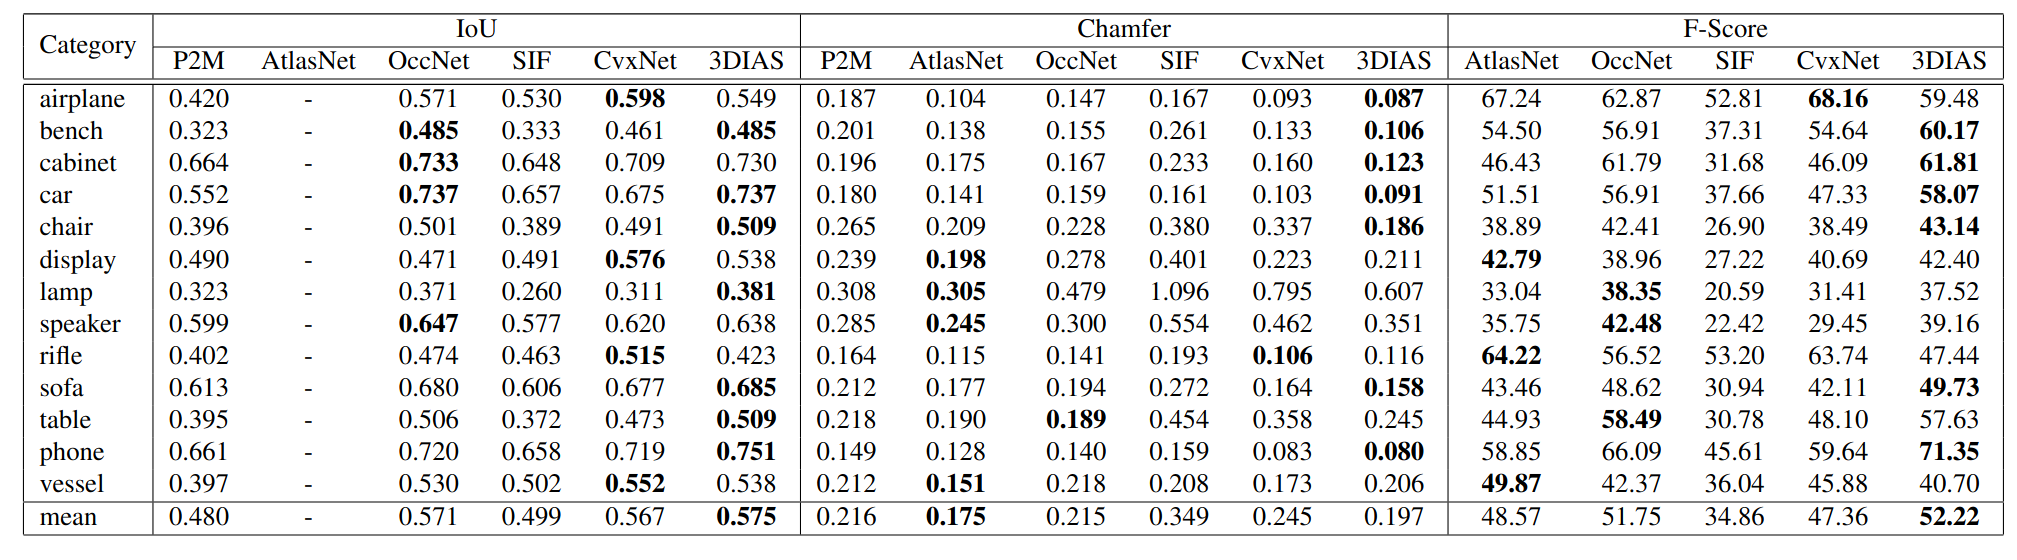 Category IoU Chamfer F-Score
P2M AtlasNet OccNet SIF CvxNet 3DIAS P2M AtlasNet OccNet SIF CvxNet 3DIAS AtlasNet OccNet SIF CvxNet 3DIAS
airplane 0.420 - 0.571 0.530 0.598 0.549 0.187 0.104 0.147 0.167 0.093 0.087 67.24 62.87 52.81 68.16 59.48
bench 0.323 - 0.485 0.333 0.461 0.485 0.201 0.138 0.155 0.261 0.133 0.106 54.50 56.91 37.31 54.64 60.17
cabinet 0.664 - 0.733 0.648 0.709 0.730 0.196 0.175 0.167 0.233 0.160 0.123 46.43 61.79 31.68 46.09 61.81
car 0.552 - 0.737 0.657 0.675 0.737 0.180 0.141 0.159 0.161 0.103 0.091 51.51 56.91 37.66 47.33 58.07
chair 0.396 - 0.501 0.389 0.491 0.509 0.265 0.209 0.228 0.380 0.337 0.186 38.89 42.41 26.90 38.49 43.14
display 0.490 - 0.471 0.491 0.576 0.538 0.239 0.198 0.278 0.401 0.223 0.211 42.79 38.96 27.22 40.69 42.40
lamp 0.323 - 0.371 0.260 0.311 0.381 0.308 0.305 0.479 1.096 0.795 0.607 33.04 38.35 20.59 31.41 37.52
speaker 0.599 - 0.647 0.577 0.620 0.638 0.285 0.245 0.300 0.554 0.462 0.351 35.75 42.48 22.42 29.45 39.16
rifle 0.402 - 0.474 0.463 0.515 0.423 0.164 0.115 0.141 0.193 0.106 0.116 64.22 56.52 53.20 63.74 47.44
sofa 0.613 - 0.680 0.606 0.677 0.685 0.212 0.177 0.194 0.272 0.164 0.158 43.46 48.62 30.94 42.11 49.73
table 0.395 - 0.506 0.372 0.473 0.509 0.218 0.190 0.189 0.454 0.358 0.245 44.93 58.49 30.78 48.10 57.63
phone 0.661 - 0.720 0.658 0.719 0.751 0.149 0.128 0.140 0.159 0.083 0.080 58.85 66.09 45.61 59.64 71.35
vessel 0.397 - 0.530 0.502 0.552 0.538 0.212 0.151 0.218 0.208 0.173 0.206 49.87 42.37 36.04 45.88 40.70
mean 0.480 - 0.571 0.499 0.567 0.575 0.216 0.175 0.215 0.349 0.245 0.197 48.57 51.75 34.86 47.36 52.22